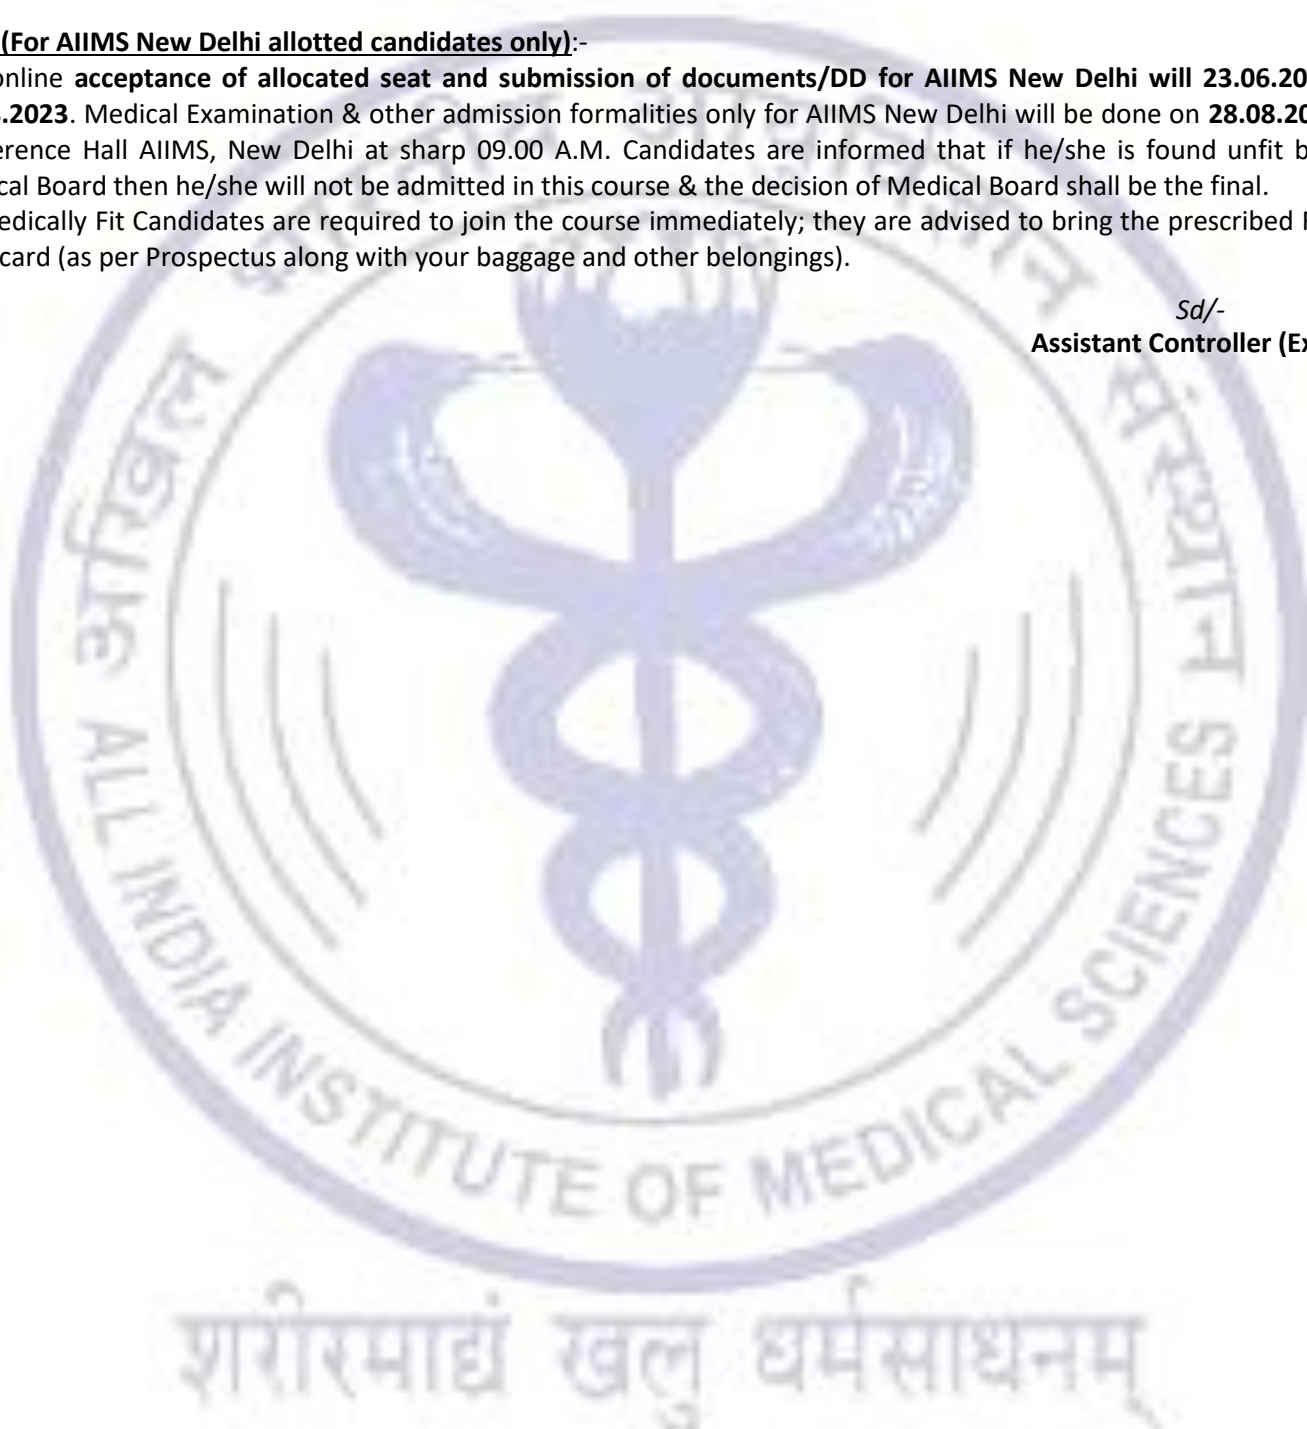 (For AIIMS New Delhi allotted candidates only):-
online acceptance of allocated seat and submission of documents/DD for AIIMS New Delhi will 23.06.20
.2023. Medical Examination & other admission formalities only for AIIMS New Delhi will be done on 28.08.20
erence Hall AIIMS, New Delhi at sharp 09.00 A.M. Candidates are informed that if he/she is found unfit b
cal Board then he/she will not be admitted in this course & the decision of Medical Board shall be the final.
edically Fit Candidates are required to join the course immediately; they are advised to bring the prescribed
card (as per Prospectus along with your baggage and other belongings).
Sd/-
Assistant Controller (Ex
अखिल भारतीय आयुर्विज्ञान संस्थान
ALL INDIA INSTITUTE OF MEDICAL SCIENCES
शरीरमाद्यं खलु धर्मसाधनम्